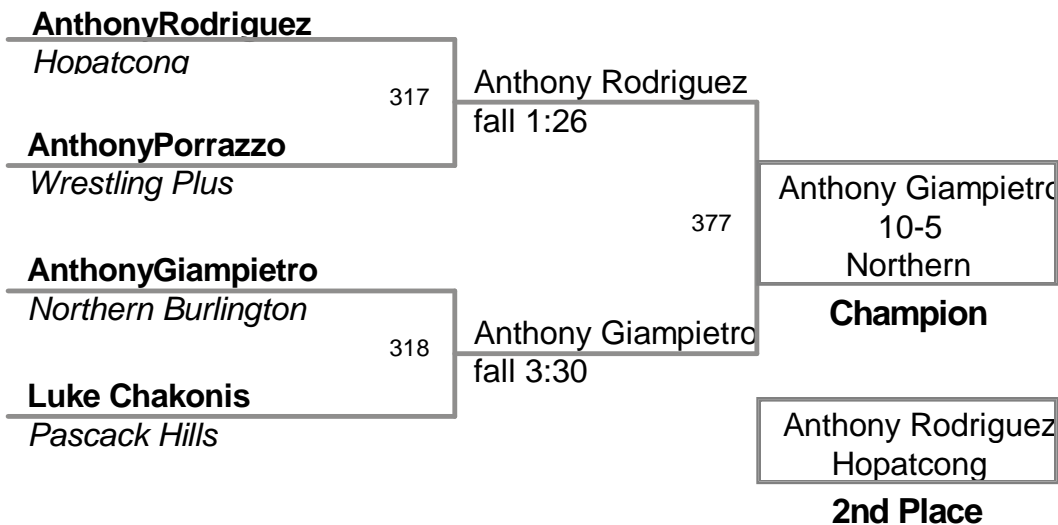 AnthonyRodriguez
Hopatcong
317
Anthony Rodriguez
fall 1:26
AnthonyPorrazzo
Wrestling Plus
377
Anthony Giampietro
10-5
Northern
Champion
AnthonyGiampietro
Northern Burlington
318
Anthony Giampietro
fall 3:30
Luke Chakonis
Pascack Hills
Anthony Rodriguez
Hopatcong
2nd Place